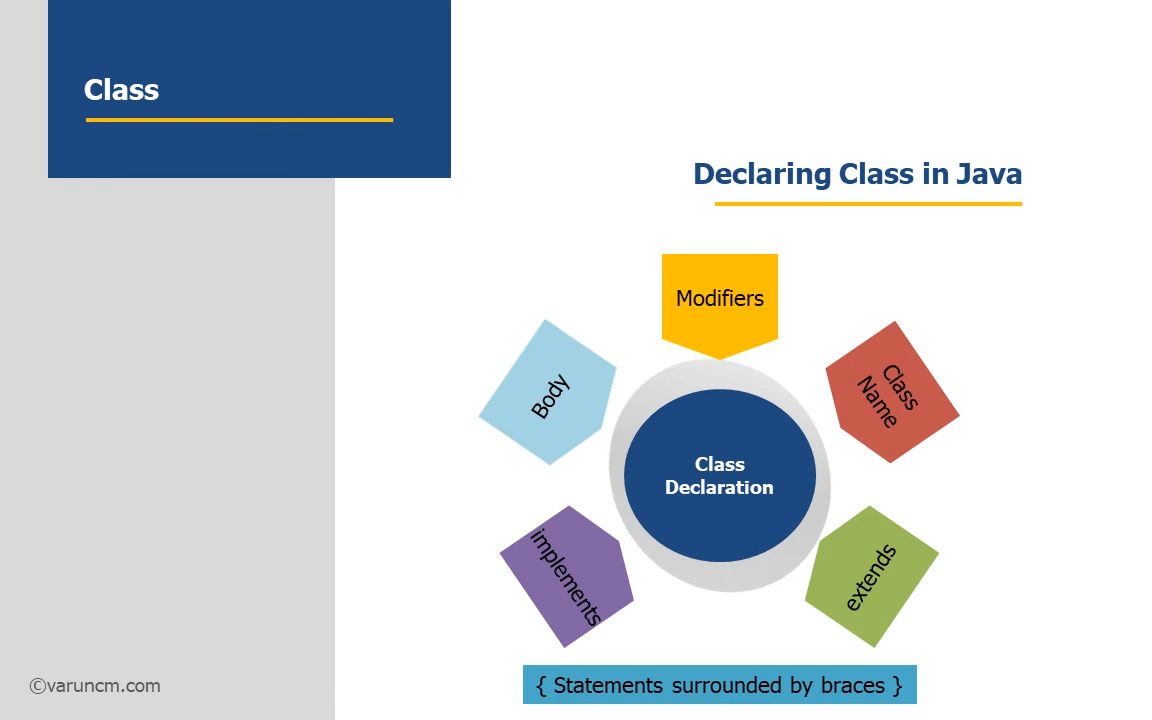 Class
Declaring Class in Java
Modifiers
Class
Name
extends
implements
Body
Class
Declaration
{ Statements surrounded by braces }
©varuncm.com